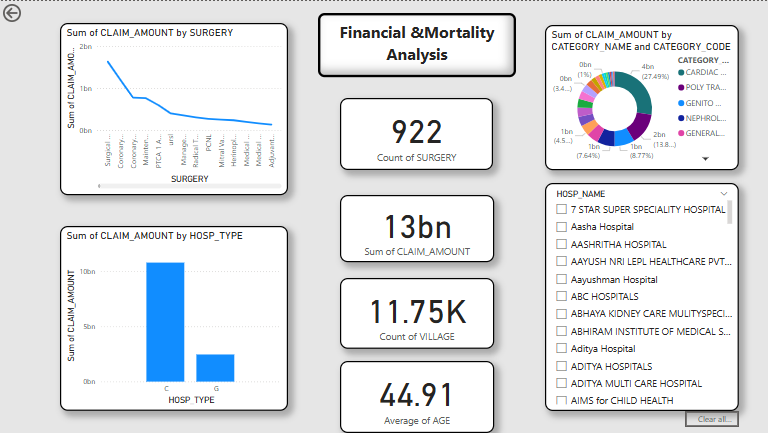 Sum of CLAIM_AMOUNT by SURGERY
2bn
1bn
0bn
Sum of CLAIM_AMO...
Surgical ...
Coronary...
Coronary...
Mainten...
PTCA 1 A...
ursl
Manage...
Radical T...
PCNL
Mitral Va...
Hemiopl...
Medical ...
Medical ...
Adjuvant...
SURGERY
Financial &Mortality
Analysis
Sum of CLAIM_AMOUNT by
CATEGORY_NAME and CATEGORY_CODE
CATEGORY_...
CARDIAC ...
POLY TRA...
GENITO ...
NEPHROL...
GENERAL...
4bn
(27.49%)
2bn
(13.8...)
1bn
(8.77%)
1bn
(7.64%)
1bn
(4.5...)
0bn
(3.4...)
0bn
(1%)
922
Count of SURGERY
13bn
Sum of CLAIM_AMOUNT
11.75K
Count of VILLAGE
44.91
Average of AGE
Sum of CLAIM_AMOUNT by HOSP_TYPE
10bn
5bn
0bn
Sum of CLAIM_AMOUNT
C
G
HOSP_TYPE
HOSP_NAME
7 STAR SUPER SPECIALITY HOSPITAL
Aasha Hospital
AASHRITHA HOSPITAL
AAYUSH NRI LEPL HEALTHCARE PVT...
Aayushman Hospital
ABC HOSPITALS
ABHAYA KIDNEY CARE MULITYSPECI...
ABHIRAM INSTITUTE OF MEDICAL S...
Aditya Hospital
ADITYA HOSPITALS
ADITYA MULTI CARE HOSPITAL
AIMS for CHILD HEALTH
Clear all...